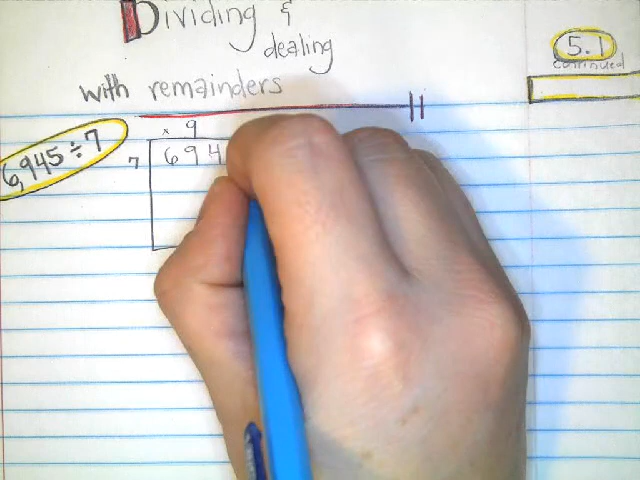 Dividing &
dealing
with remainders
5.1
continued
6,945 ÷ 7
x 9
7 694